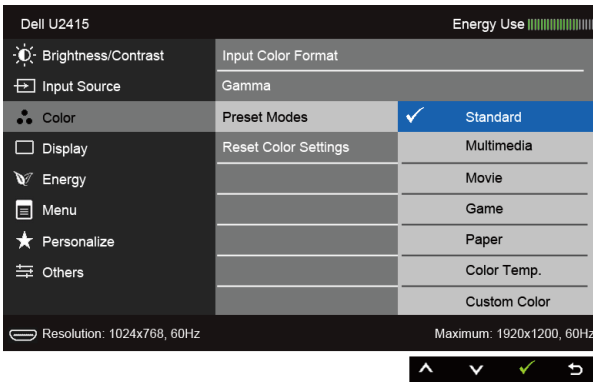 Dell U2415 Energy Use
Brightness/Contrast Input Color Format
Input Source Gamma
Color Preset Modes Standard
Display Reset Color Settings Multimedia
Energy Movie
Menu Game
Personalize Paper
Others Color Temp.
Custom Color
Resolution: 1024x768, 60Hz Maximum: 1920x1200, 60Hz